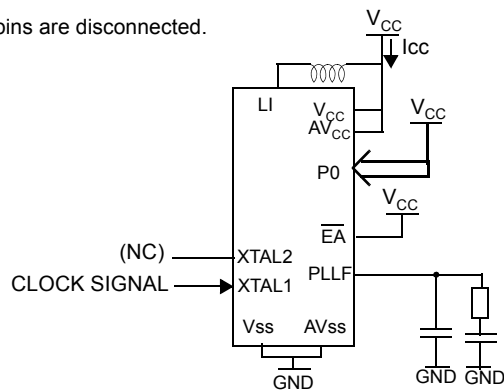 pins are disconnected.
VCC
Icc
LI
VCC
AVCC
VCC
P0
VCC
EA
(NC)
XTAL2
PLLF
CLOCK SIGNAL
XTAL1
Vss
AVss
GND
GND
GND